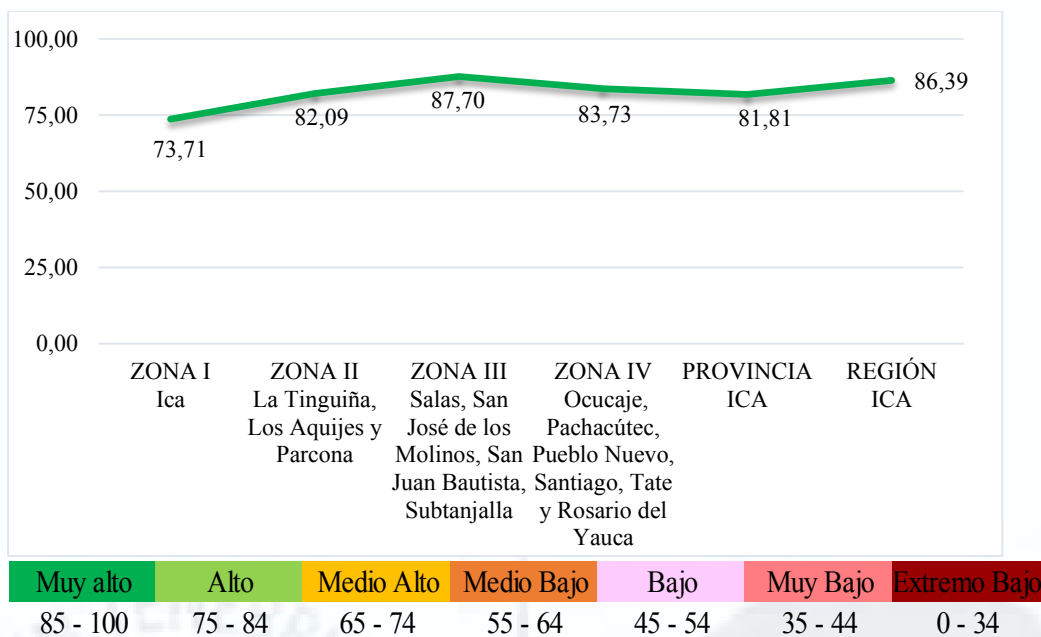 100,00
75,00
50,00
25,00
0,00
73,71
82,09
87,70
83,73
81,81
86,39
ZONA I
Ica
ZONA II
La Tinguiña,
Los Aquijes y
Parcona
ZONA III
Salas, San
José de los
Molinos, San
Juan Bautista,
Subtanjalla
ZONA IV
Ocucaje,
Pachacútec,
Pueblo Nuevo,
Santiago, Tate
y Rosario del
Yauca
PROVINCIA
ICA
REGIÓN
ICA
Muy alto Alto Medio Alto Medio Bajo Bajo Muy Bajo Extremo Bajo
85 - 100 75 - 84 65 - 74 55 - 64 45 - 54 35 - 44 0 - 34